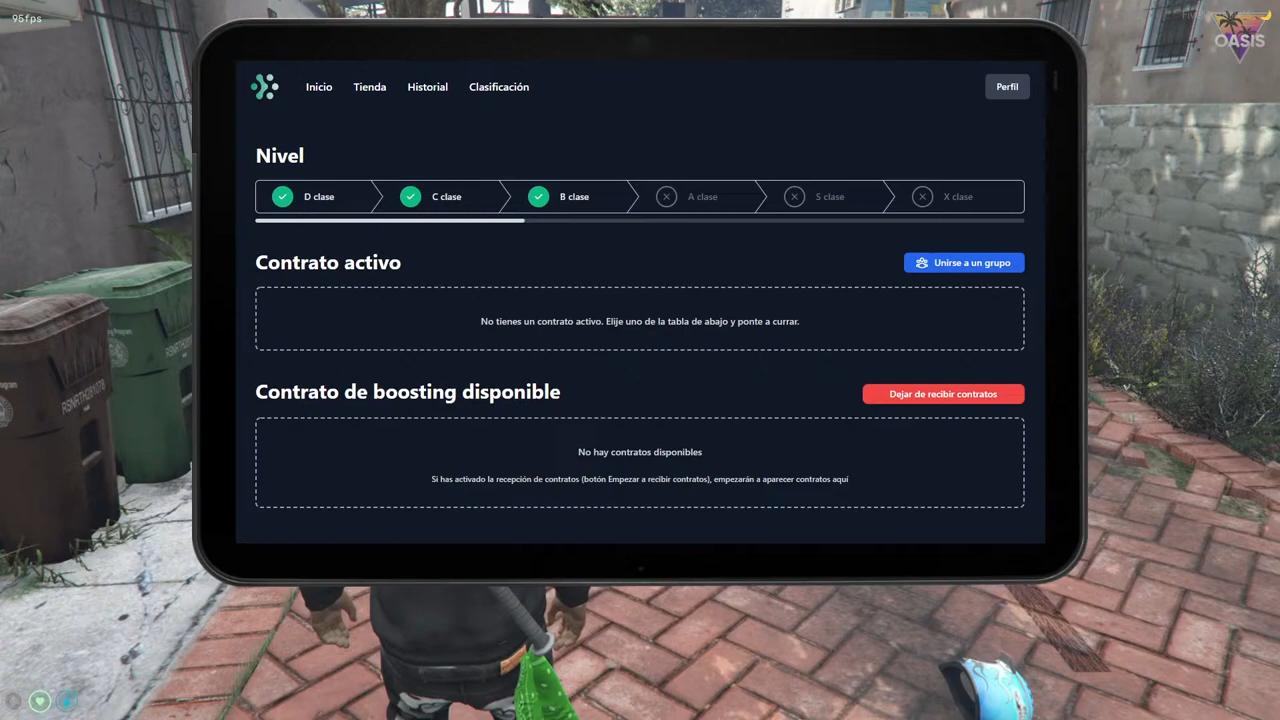 95fps
OASIS
Inicio
Tienda
Historial
Clasificación
Perfil
Nivel
D clase
C clase
B clase
A clase
S clase
X clase
Contrato activo
Unirse a un grupo
No tienes un contrato activo. Elije uno de la tabla de abajo y ponte a currar.
Contrato de boosting disponible
Dejar de recibir contratos
No hay contratos disponibles
Si has activado la recepción de contratos (botón Empezar a recibir contratos), empezarán a aparecer contratos aquí